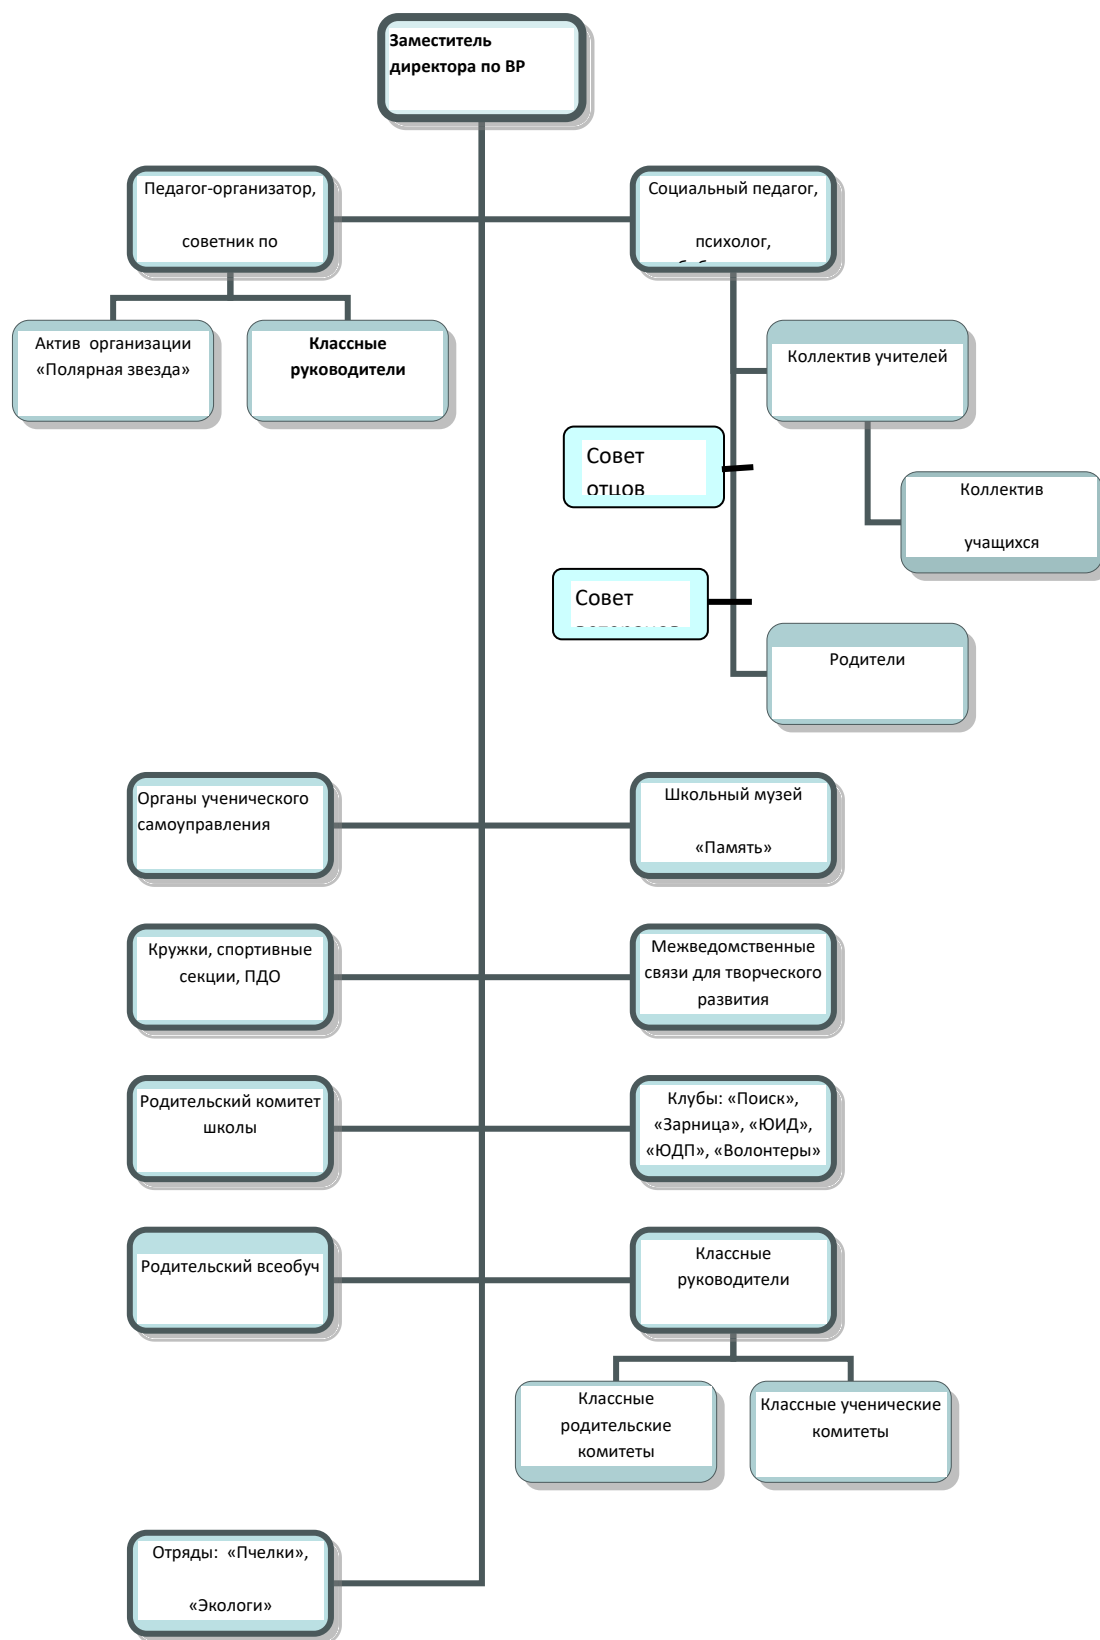 Заместитель
директора по ВР
Педагог-организатор,
советник по
Социальный педагог,
психолог,
Актив организации
«Полярная звезда»
Классные
руководители
Коллектив учителей
Совет
отцов
Коллектив
учащихся
Совет
Родители
Органы ученического
самоуправления
Школьный музей
«Память»
Кружки, спортивные
секции, ПДО
Межведомственные
связи для творческого
развития
Родительский комитет
школы
Клубы: «Поиск»,
«Зарница», «ЮИД»,
«ЮДП», «Волонтеры»
Родительский всеобуч
Классные
руководители
Классные
родительские
комитеты
Классные ученические
комитеты
Отряды: «Пчелки»,
«Экологи»